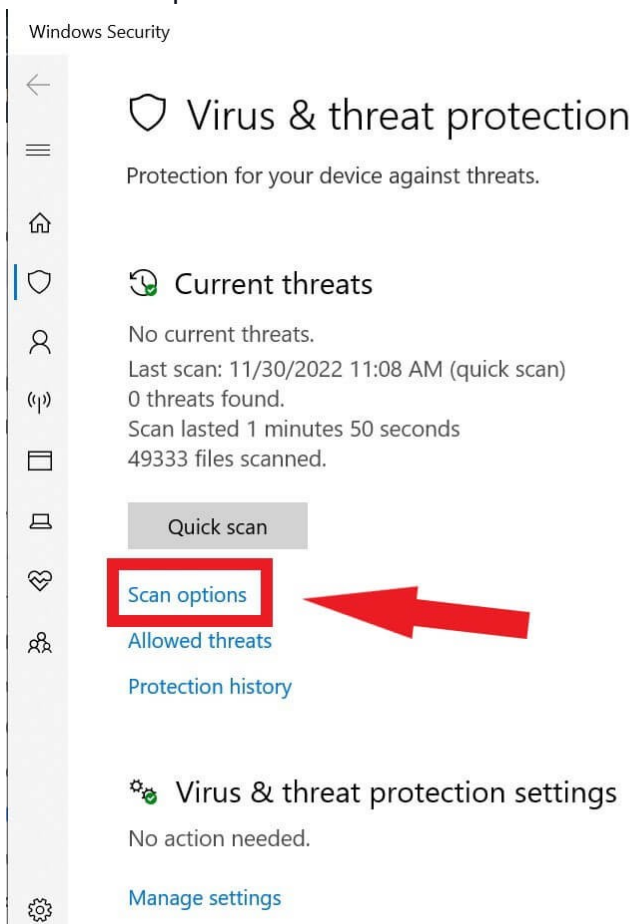 Windows Security
Virus & threat protection
Protection for your device against threats.
Current threats
No current threats.
Last scan: 11/30/2022 11:08 AM (quick scan)
0 threats found.
Scan lasted 1 minutes 50 seconds
49333 files scanned.
Quick scan
Scan options
Allowed threats
Protection history
Virus & threat protection settings
No action needed.
Manage settings